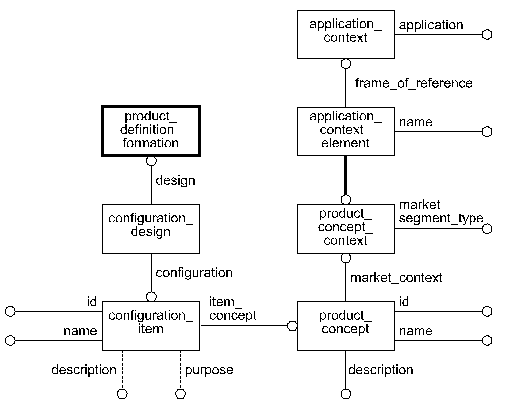 application_
context
application
frame_of_reference
product_
definition
formation
application_
context
element
name
design
configuration_
design
product_
concept_
context
market
segment_type
configuration
market_context
id
name
configuration_
item
item_
concept
product_
concept
id
name
description
purpose
description